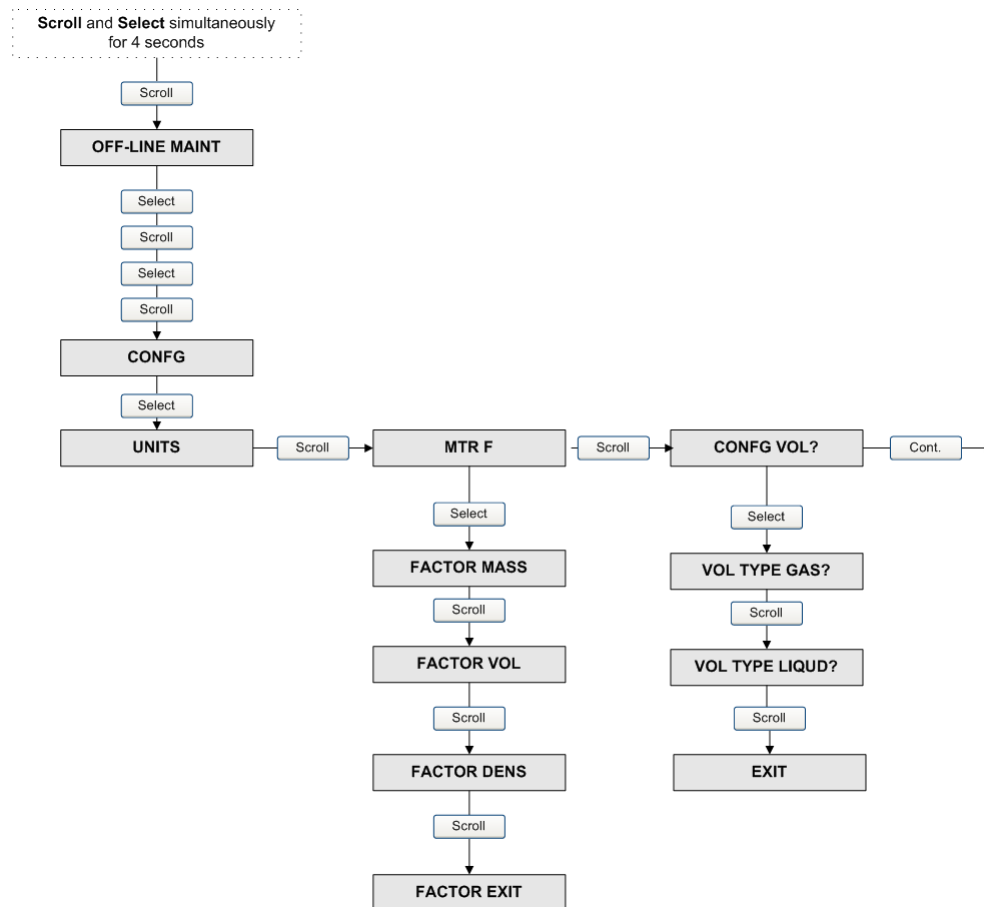 Scroll and Select simultaneously
for 4 seconds
Scroll
OFF-LINE MAINT
Select
Scroll
Select
Scroll
CONFG
Select
UNITS
Scroll
MTR F
Scroll
CONFG VOL?
Cont.
Select
FACTOR MASS
Scroll
FACTOR VOL
Scroll
FACTOR DENS
Scroll
FACTOR EXIT
Select
VOL TYPE GAS?
Scroll
VOL TYPE LIQUD?
Scroll
EXIT